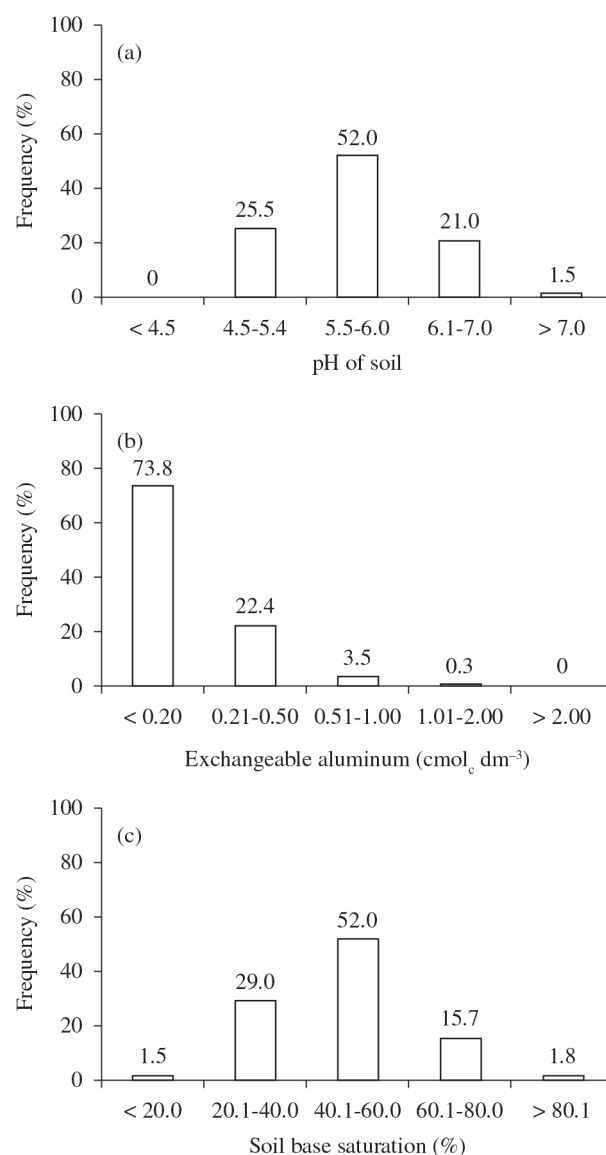 100
(a)
80
60
52.0
40
25.5
21.0
20
0
1.5
0
< 4.5 4.5-5.4 5.5-6.0 6.1-7.0 > 7.0
pH of soil
Frequency (%)
100
(b)
80
73.8
60
40
22.4
20
3.5 0.3 0
0
< 0.20 0.21-0.50 0.51-1.00 1.01-2.00 > 2.00
Exchangeable aluminum (cmolc dm⁻³)
Frequency (%)
100
(c)
80
60
52.0
40
29.0
20
15.7
1.5 1.8
0
< 20.0 20.1-40.0 40.1-60.0 60.1-80.0 > 80.1
Soil base saturation (%)
Frequency (%)